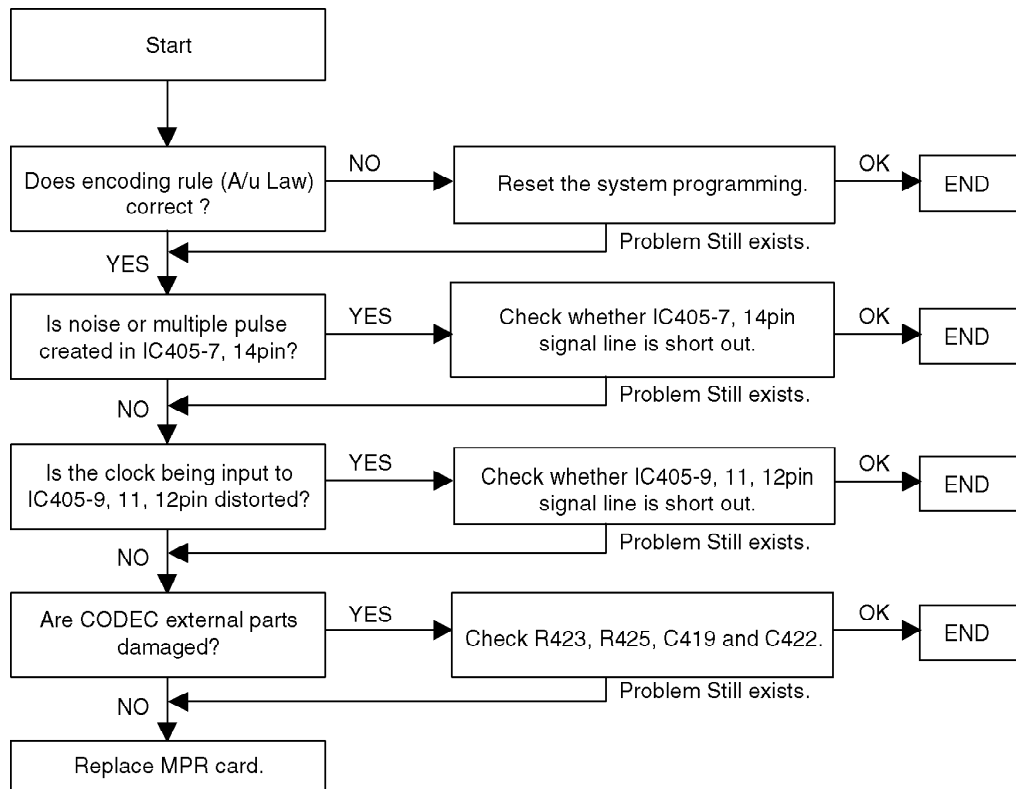 Start
Does encoding rule (A/u Law)
correct ?
NO
Reset the system programming.
OK
END
Problem Still exists.
YES
Is noise or multiple pulse
created in IC405-7, 14pin?
YES
Check whether IC405-7, 14pin
signal line is short out.
OK
END
Problem Still exists.
NO
Is the clock being input to
IC405-9, 11, 12pin distorted?
YES
Check whether IC405-9, 11, 12pin
signal line is short out.
OK
END
Problem Still exists.
NO
Are CODEC external parts
damaged?
YES
Check R423, R425, C419 and C422.
OK
END
Problem Still exists.
NO
Replace MPR card.